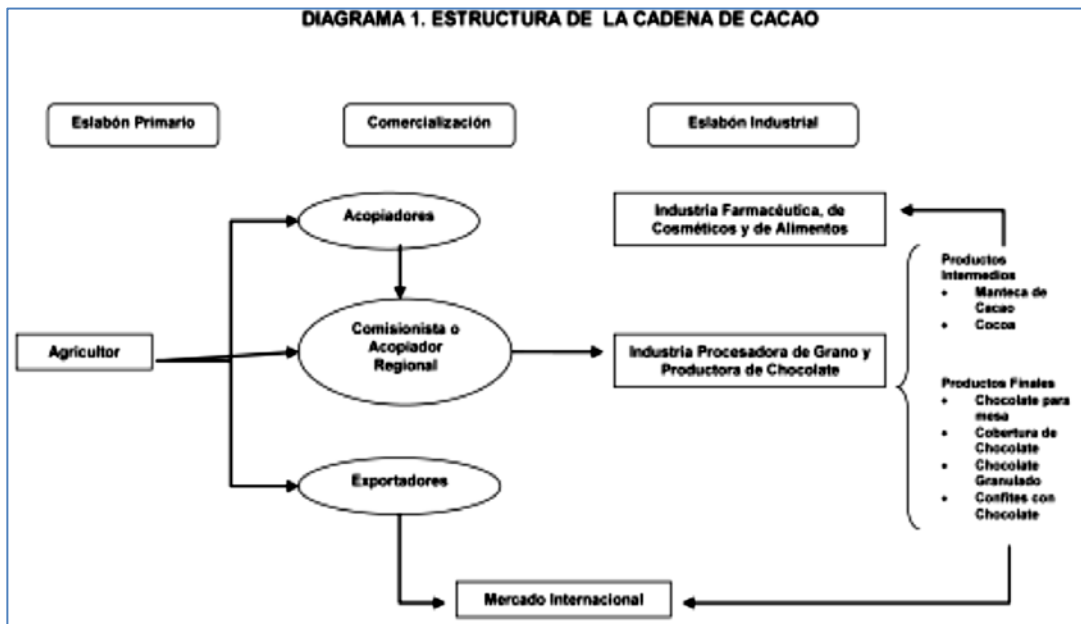 DIAGRAMA 1. ESTRUCTURA DE LA CADENA DE CACAO
Eslabón Primario
Comercialización
Eslabón Industrial
Acopiadores
Industria Farmacéutica, de
Cosméticos y de Alimentos
Productos
Intermedios
• Manteca de
Cacao
• Cocoa
Agricultor
Comisionista o
Acopiador
Regional
Industria Procesadora de Grano y
Productora de Chocolate
Productos Finales
• Chocolate para
mesa
• Cobertura de
Chocolate
• Chocolate
Granulado
• Confites con
Chocolate
Exportadores
Mercado Internacional